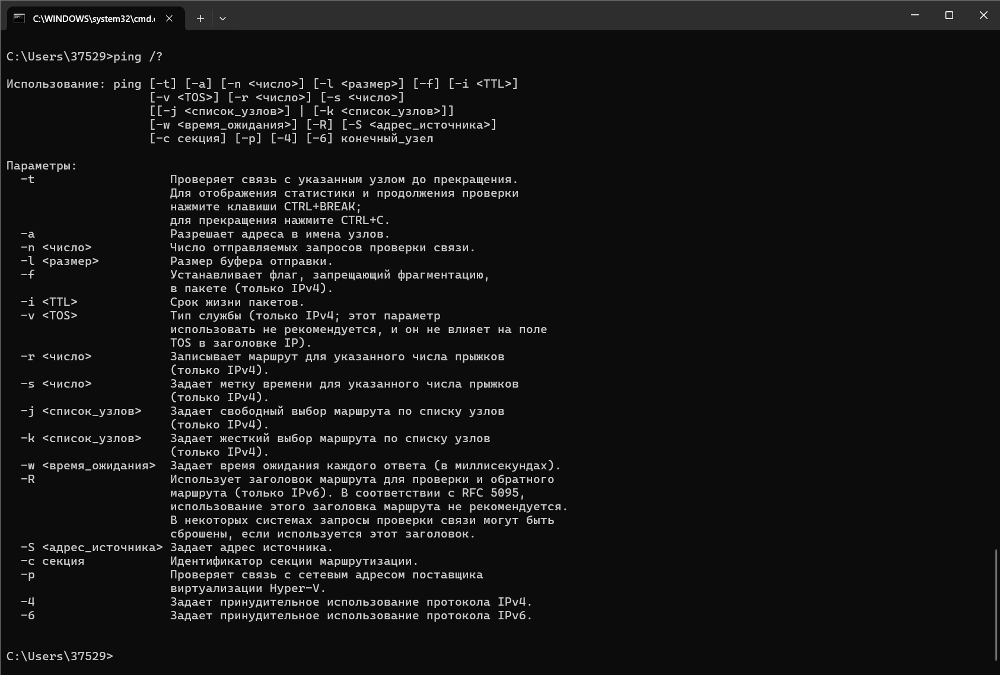 C:\WINDOWS\system32\cmd.
C:\Users\37529>ping /?
Использование: ping [-t] [-a] [-n <число>] [-l <размер>] [-f] [-i <TTL>]
[-v <TOS>] [-r <число>] [-s <число>]
[[-j <список_узлов>] | [-k <список_узлов>]]
[-w <время_ожидания>] [-R] [-S <адрес_источника>]
[-c секция] [-p] [-4] [-6] конечный_узел
Параметры:
-t Проверяет связь с указанным узлом до прекращения.
Для отображения статистики и продолжения проверки
нажмите клавиши CTRL+BREAK;
для прекращения нажмите CTRL+C.
-a Разрешает адреса в имена узлов.
-n <число> Число отправляемых запросов проверки связи.
-l <размер> Размер буфера отправки.
-f Устанавливает флаг, запрещающий фрагментацию,
в пакете (только IPv4).
-i <TTL> Срок жизни пакетов.
-v <TOS> Тип службы (только IPv4; этот параметр
использовать не рекомендуется, и он не влияет на поле
TOS в заголовке IP).
-r <число> Записывает маршрут для указанного числа прыжков
(только IPv4).
-s <число> Задает метку времени для указанного числа прыжков
(только IPv4).
-j <список_узлов> Задает свободный выбор маршрута по списку узлов
(только IPv4).
-k <список_узлов> Задает жесткий выбор маршрута по списку узлов
(только IPv4).
-w <время_ожидания> Задает время ожидания каждого ответа (в миллисекундах).
-R Использует заголовок маршрута для проверки и обратного
маршрута (только IPv6). В соответствии с RFC 5095,
использование этого заголовка маршрута не рекомендуется.
В некоторых системах запросы проверки связи могут быть
сброшены, если используется этот заголовок.
-S <адрес_источника> Задает адрес источника.
-c секция Идентификатор секции маршрутизации.
-p Проверяет связь с сетевым адресом поставщика
виртуализации Hyper-V.
-4 Задает принудительное использование протокола IPv4.
-6 Задает принудительное использование протокола IPv6.
C:\Users\37529>